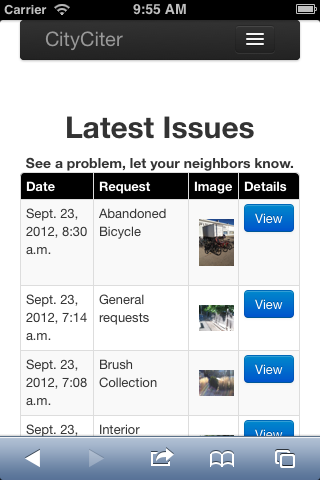 Carrier 9:55 AM
CityCiter
Latest Issues
See a problem, let your neighbors know.
Date Request Image Details
Sept. 23, Abandoned View
2012, 8:30 Bicycle
a.m.
Sept. 23, General View
2012, 7:14 requests
a.m.
Sept. 23, Brush View
2012, 7:08 Collection
a.m.
Sept. 23, Interior View